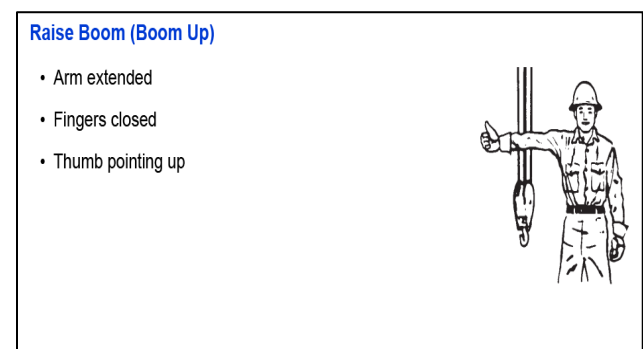 Raise Boom (Boom Up)
• Arm extended
• Fingers closed
• Thumb pointing up